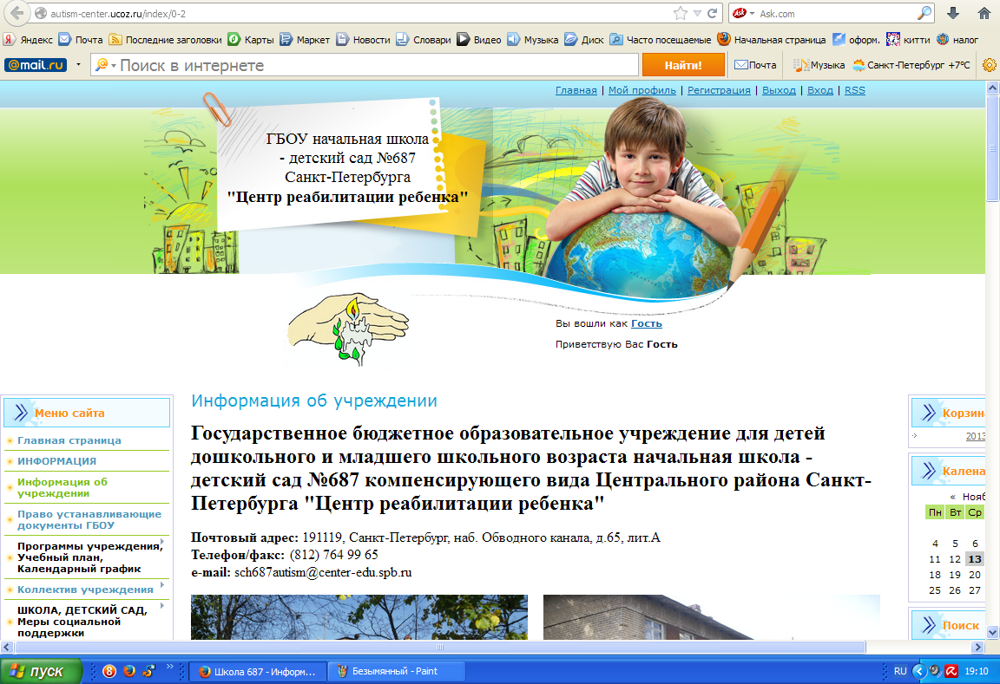 autism-center.ucoz.ru/index/0-2
Ask.com
Яндекс Почта Последние заголовки Карты Маркет Новости Словари Видео Музыка Диск Часто посещаемые Начальная страница оформ. китти налог
@mail.ru Поиск в интернете Найти! Почта Музыка Санкт-Петербург +7°C
Главная | Мой профиль | Регистрация | Выход | Вход | RSS
ГБОУ начальная школа
- детский сад №687
Санкт-Петербурга
"Центр реабилитации ребенка"
Вы вошли как Гость
Приветствую Вас Гость
Меню сайта
Главная страница
ИНФОРМАЦИЯ
Информация об
учреждении
Право устанавливающие
документы ГБОУ
Программы учреждения,
Учебный план,
Календарный график
Коллектив учреждения
ШКОЛА, ДЕТСКИЙ САД,
Меры социальной
поддержки
Информация об учреждении
Государственное бюджетное образовательное учреждение для детей
дошкольного и младшего школьного возраста начальная школа -
детский сад №687 компенсирующего вида Центрального района Санкт-
Петербурга "Центр реабилитации ребенка"
Почтовый адрес: 191119, Санкт-Петербург, наб. Обводного канала, д.65, лит.А
Телефон/факс: (812) 764 99 65
e-mail: sch687autism@center-edu.spb.ru
Корзин
2013
Календа
« Нояб
Пн Вт Ср
4 5 6
11 12 13
18 19 20
25 26 27
Поиск
пуск 8 » Школа 687 - Информ... Безымянный - Paint RU 19:10